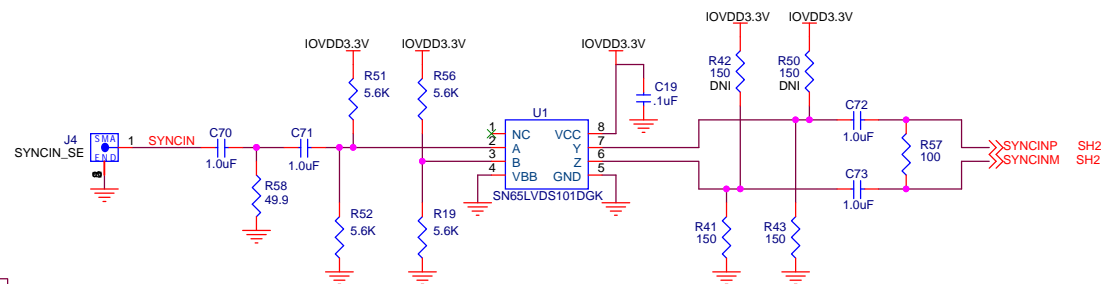 IOVDD3.3V
IOVDD3.3V
IOVDD3.3V
IOVDD3.3V
IOVDD3.3V
R51
5.6K
R56
5.6K
R42
150
DNI
R50
150
DNI
C19
.1uF
U1
J4
SYNCIN_SE
SMA
END
1
SYNCIN
C70
1.0uF
C71
1.0uF
1
2
3
4
NC
A
B
VBB
VCC
Y
Z
GND
8
7
6
5
SN65LVDS101DGK
C72
1.0uF
R57
100
C73
1.0uF
SYNCINP SH2
SYNCINM SH2
R58
49.9
R52
5.6K
R19
5.6K
R41
150
R43
150